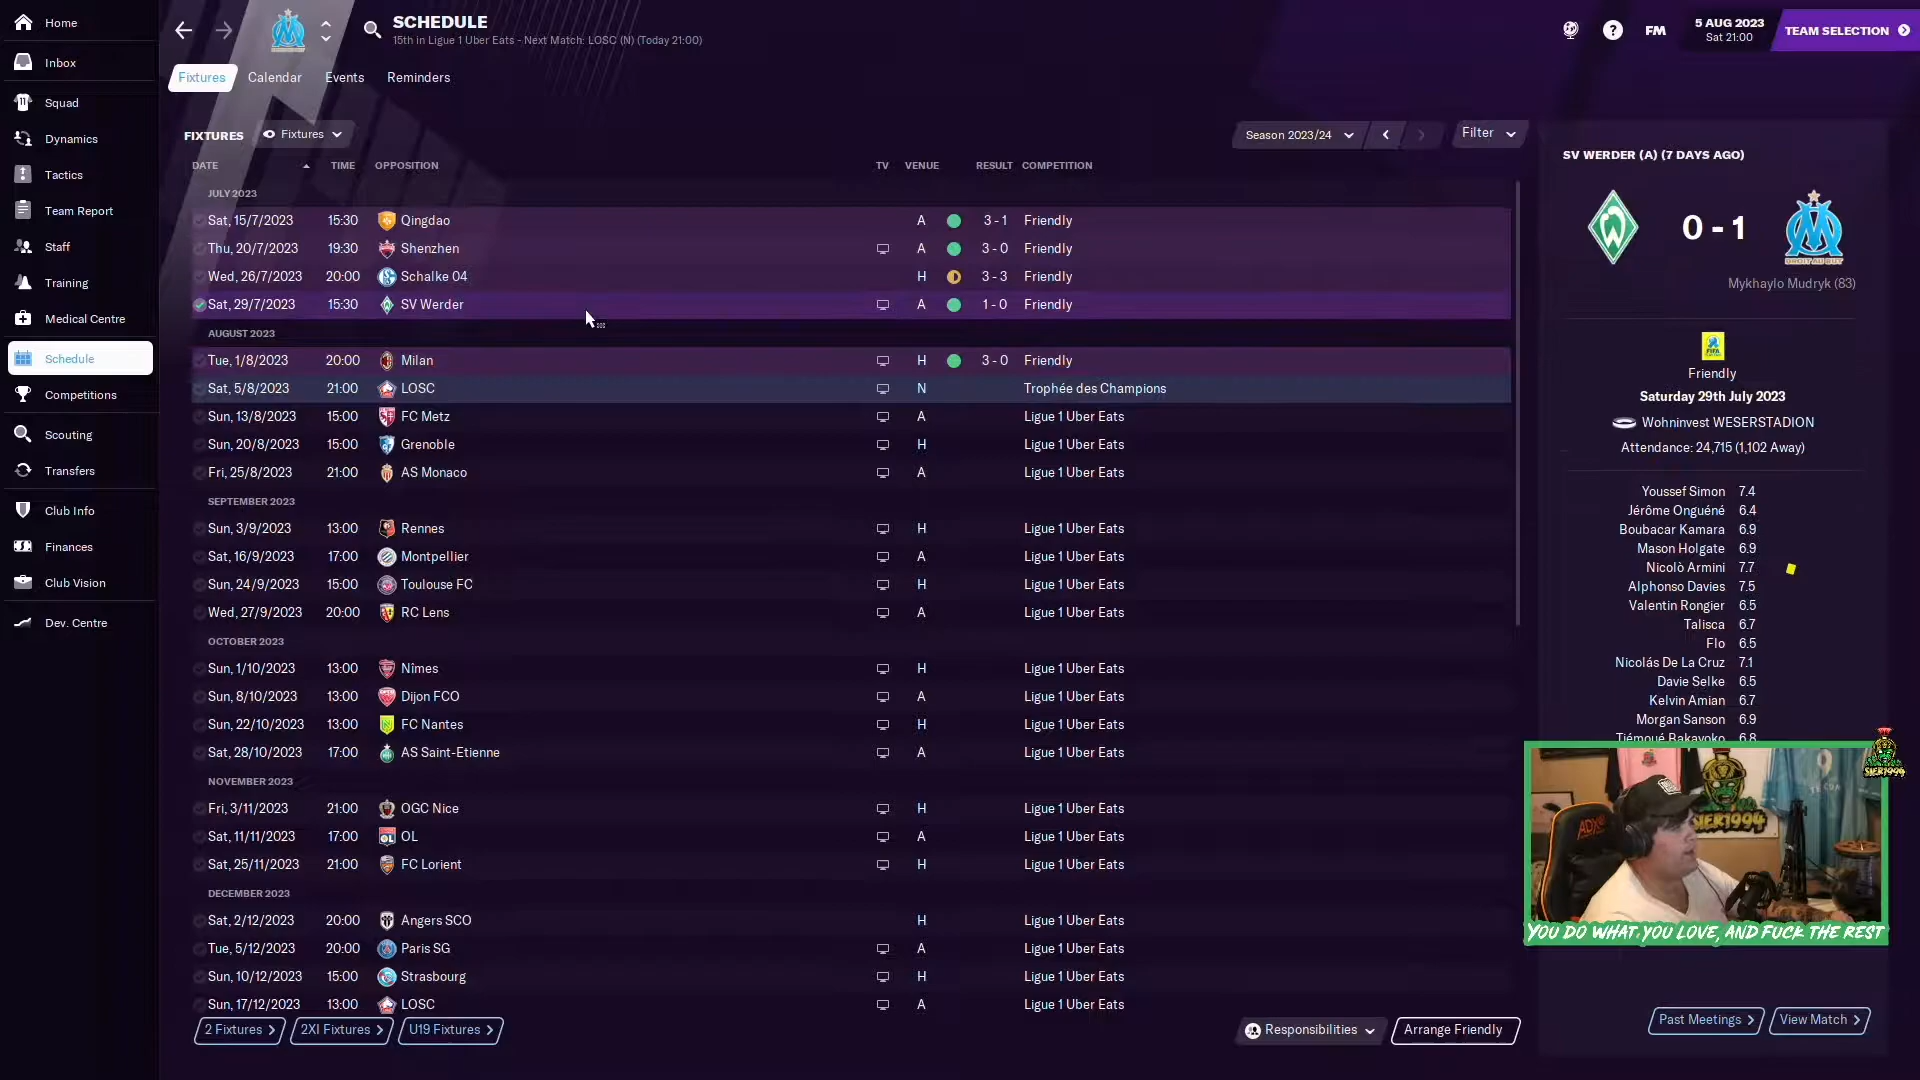 Home
Inbox
Squad
Dynamics
Tactics
Team Report
Staff
Training
Medical Centre
Schedule
Competitions
Scouting
Transfers
Club Info
Finances
Club Vision
Dev. Centre
SCHEDULE
15th in Ligue 1 Uber Eats - Next Match: LOSC (N) (Today 21:00)
FM
5 AUG 2023
Sat 21:00
TEAM SELECTION
Fixtures Calendar Events Reminders
FIXTURES Fixtures Season 2023/24 Filter
DATE TIME OPPOSITION TV VENUE RESULT COMPETITION
JULY 2023
Sat, 15/7/2023 15:30 Qingdao A 3 - 1 Friendly
Thu, 20/7/2023 19:30 Shenzhen A 3 - 0 Friendly
Wed, 26/7/2023 20:00 Schalke 04 H 3 - 3 Friendly
Sat, 29/7/2023 15:30 SV Werder A 1 - 0 Friendly
AUGUST 2023
Tue, 1/8/2023 20:00 Milan H 3 - 0 Friendly
Sat, 5/8/2023 21:00 LOSC N Trophée des Champions
Sun, 13/8/2023 15:00 FC Metz A Ligue 1 Uber Eats
Sun, 20/8/2023 15:00 Grenoble H Ligue 1 Uber Eats
Fri, 25/8/2023 21:00 AS Monaco A Ligue 1 Uber Eats
SEPTEMBER 2023
Sun, 3/9/2023 13:00 Rennes H Ligue 1 Uber Eats
Sat, 16/9/2023 17:00 Montpellier A Ligue 1 Uber Eats
Sun, 24/9/2023 15:00 Toulouse FC H Ligue 1 Uber Eats
Wed, 27/9/2023 20:00 RC Lens A Ligue 1 Uber Eats
OCTOBER 2023
Sun, 1/10/2023 13:00 Nîmes H Ligue 1 Uber Eats
Sun, 8/10/2023 13:00 Dijon FCO A Ligue 1 Uber Eats
Sun, 22/10/2023 13:00 FC Nantes H Ligue 1 Uber Eats
Sat, 28/10/2023 17:00 AS Saint-Etienne A Ligue 1 Uber Eats
NOVEMBER 2023
Fri, 3/11/2023 21:00 OGC Nice H Ligue 1 Uber Eats
Sat, 11/11/2023 17:00 OL A Ligue 1 Uber Eats
Sat, 25/11/2023 21:00 FC Lorient H Ligue 1 Uber Eats
DECEMBER 2023
Sat, 2/12/2023 20:00 Angers SCO H Ligue 1 Uber Eats
Tue, 5/12/2023 20:00 Paris SG A Ligue 1 Uber Eats
Sun, 10/12/2023 15:00 Strasbourg H Ligue 1 Uber Eats
Sun, 17/12/2023 13:00 LOSC A Ligue 1 Uber Eats
2 Fixtures 2XI Fixtures U19 Fixtures Responsibilities Arrange Friendly
SV WERDER (A) (7 DAYS AGO)
0 - 1
Mykhaylo Mudryk (83)
FIFA
Friendly
Saturday 29th July 2023
Wohninvest WESERSTADION
Attendance: 24,715 (1,102 Away)
Youssef Simon 7.4
Jérôme Onguéné 6.4
Boubacar Kamara 6.9
Mason Holgate 6.9
Nicolò Armini 7.7
Alphonso Davies 7.5
Valentin Rongier 6.5
Talisca 6.7
Flo 6.5
Nicolás De La Cruz 7.1
Davie Selke 6.5
Kelvin Amian 6.7
Morgan Sanson 6.9
Tiémoué Bakayoko 6.8
SIER1994
SIER1994
ADX
YOU DO WHAT YOU LOVE, AND FUCK THE REST
Past Meetings View Match